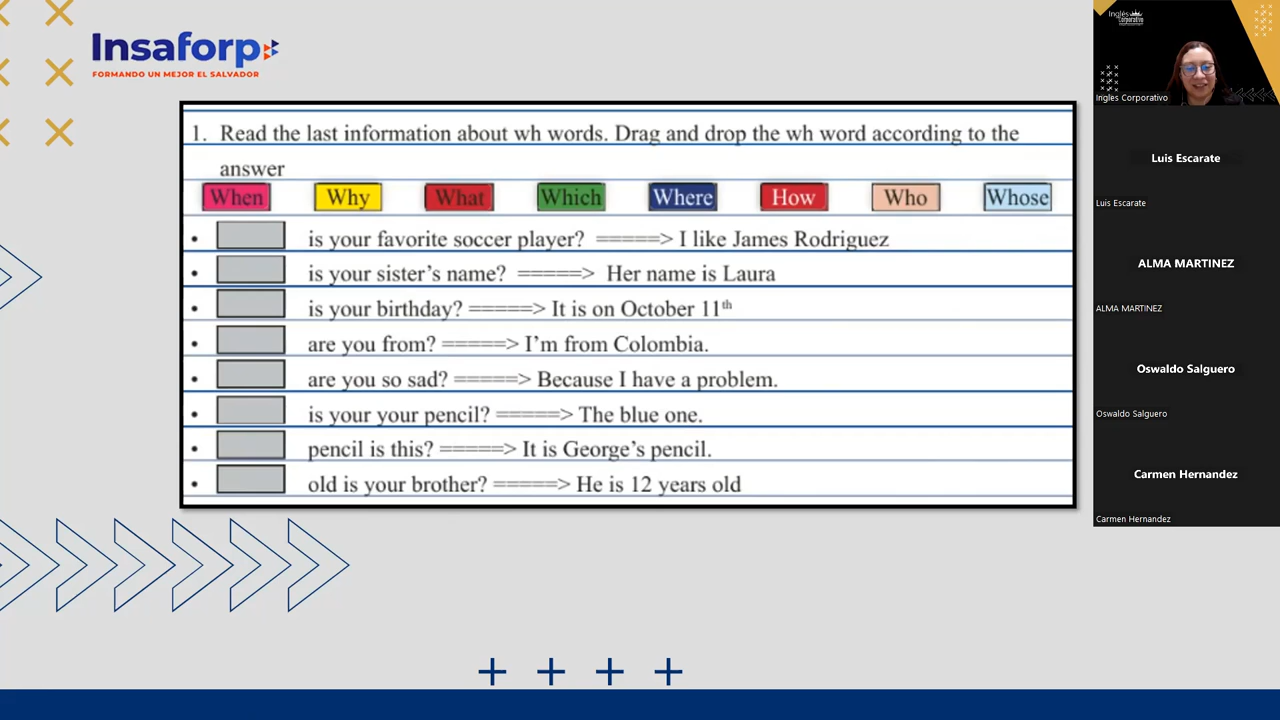 Insaforp
FORMANDO UN MEJOR EL SALVADOR
1. Read the last information about wh words. Drag and drop the wh word according to the
answer
When Why What Which Where How Who Whose
• is your favorite soccer player? =====> I like James Rodriguez
• is your sister's name? =====> Her name is Laura
• is your birthday? =====> It is on October 11th
• are you from? =====> I'm from Colombia.
• are you so sad? =====> Because I have a problem.
• is your your pencil? =====> The blue one.
• pencil is this? =====> It is George's pencil.
• old is your brother? =====> He is 12 years old
Inglés
Corporativo
Ingles Corporativo
Luis Escarate
Luis Escarate
ALMA MARTINEZ
ALMA MARTINEZ
Oswaldo Salguero
Oswaldo Salguero
Carmen Hernandez
Carmen Hernandez